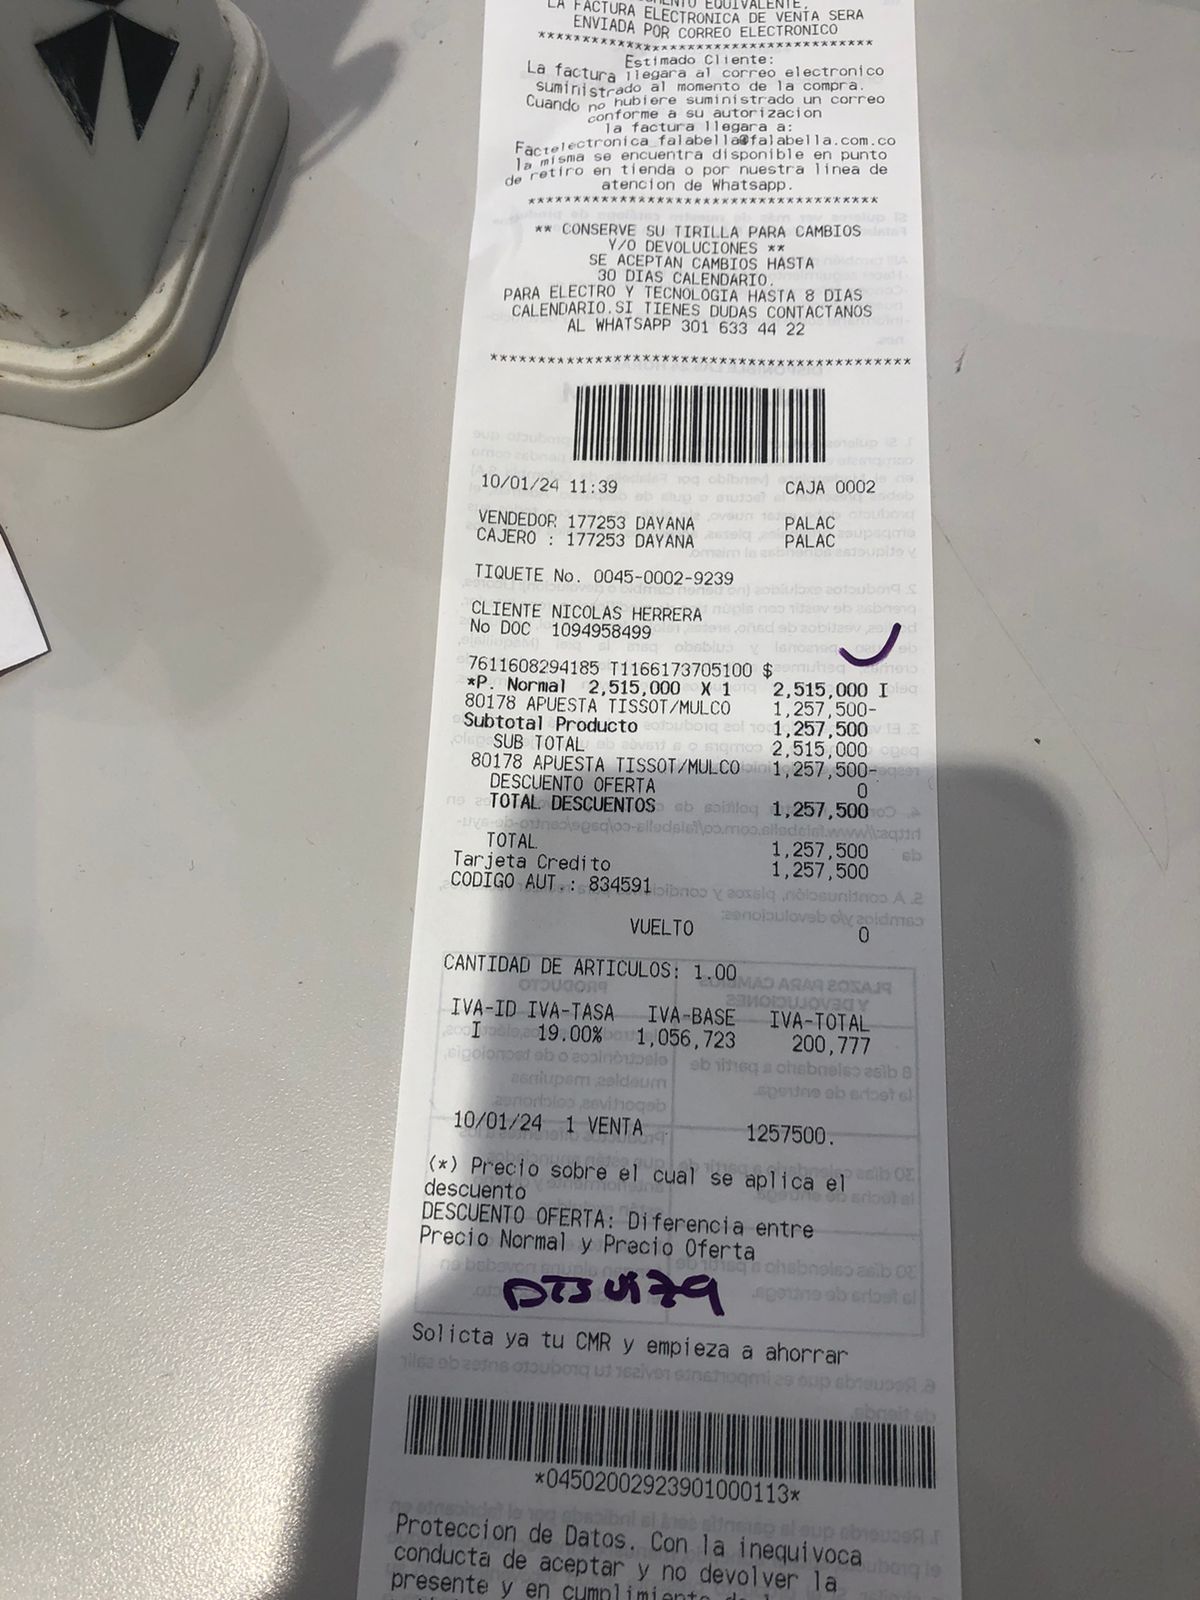 LA FACTURA ELECTRONICA DE VENTA SERA
ENVIADA POR CORREO ELECTRONICO
****************************************
Estimado Cliente:
La factura llegara al correo electronico
suministrado al momento de la compra.
Cuando no hubiere suministrado un correo
conforme a su autorizacion
la factura llegara a:
Factelectronica_falabella@falabella.com.co
la misma se encuentra disponible en punto
de retiro en tienda o por nuestra linea de
atencion de Whatsapp.
****************************************
** CONSERVE SU TIRILLA PARA CAMBIOS
Y/O DEVOLUCIONES **
SE ACEPTAN CAMBIOS HASTA
30 DIAS CALENDARIO.
PARA ELECTRO Y TECNOLOGIA HASTA 8 DIAS
CALENDARIO.SI TIENES DUDAS CONTACTANOS
AL WHATSAPP 301 633 44 22
****************************************
10/01/24 11:39 CAJA 0002
VENDEDOR 177253 DAYANA PALAC
CAJERO : 177253 DAYANA PALAC
TIQUETE No. 0045-0002-9239
CLIENTE NICOLAS HERRERA
No DOC 1094958499
7611608294185 T1166173705100 $
*P. Normal 2,515,000 X 1 2,515,000 I
80178 APUESTA TISSOT/MULCO 1,257,500-
Subtotal Producto 1,257,500
SUB TOTAL 2,515,000
80178 APUESTA TISSOT/MULCO 1,257,500-
DESCUENTO OFERTA 0
TOTAL DESCUENTOS 1,257,500
TOTAL 1,257,500
Tarjeta Credito 1,257,500
CODIGO AUT.: 834591
VUELTO 0
CANTIDAD DE ARTICULOS: 1.00
IVA-ID IVA-TASA IVA-BASE IVA-TOTAL
I 19.00% 1,056,723 200,777
10/01/24 1 VENTA 1257500.
(*) Precio sobre el cual se aplica el
descuento
DESCUENTO OFERTA: Diferencia entre
Precio Normal y Precio Oferta
Solicta ya tu CMR y empieza a ahorrar
*04502002923901000113*
Proteccion de Datos. Con la inequivoca
conducta de aceptar y no devolver la
presente y en cumplimiento de